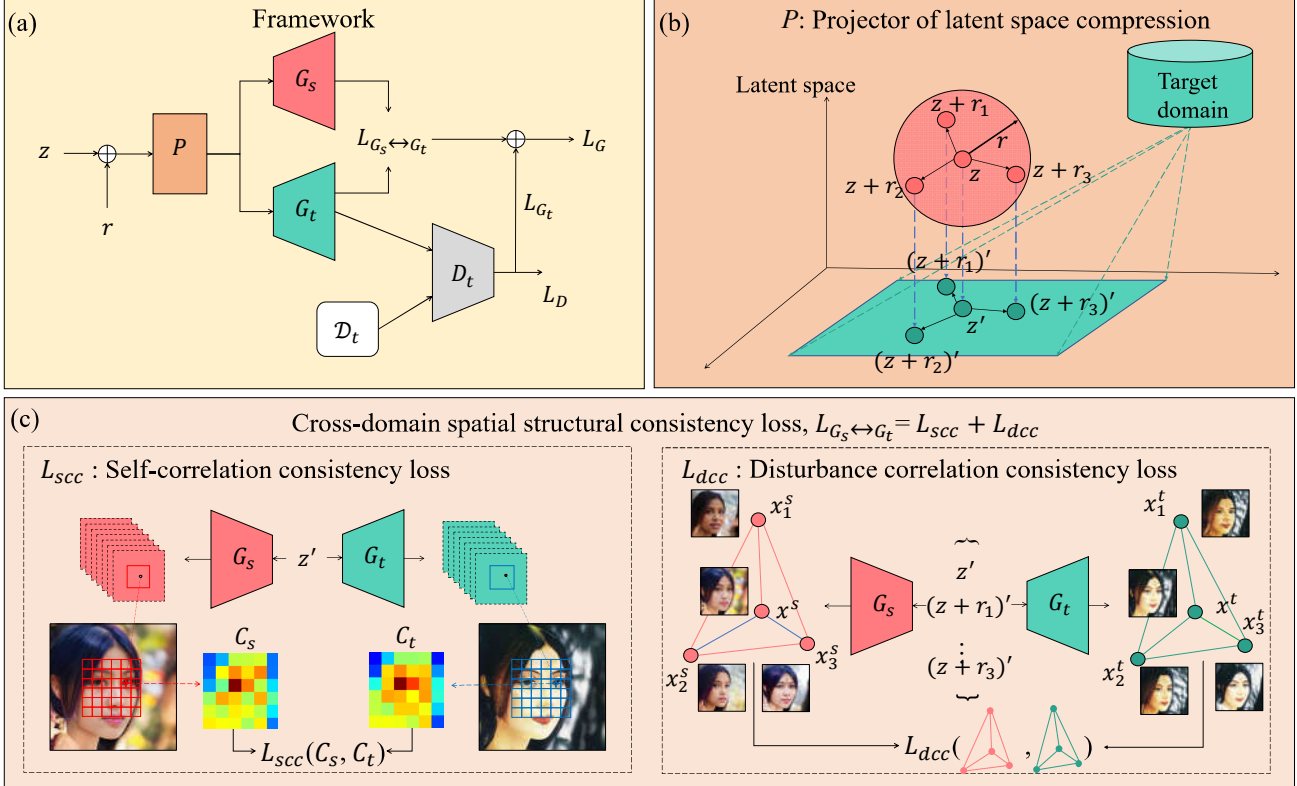 (a)
Framework
z
r
P
G_s
G_t
L_{G_s↔G_t}
L_G
L_{G_t}
D_t
L_D
𝒟_t
(b)
P: Projector of latent space compression
Latent space
Target
domain
z + r_1
r
z
z + r_2
z + r_3
(z + r_1)′
z′
(z + r_3)′
(z + r_2)′
(c)
Cross-domain spatial structural consistency loss, L_{G_s↔G_t} = L_{scc} + L_{dcc}
L_{scc} : Self-correlation consistency loss
G_s
z′
G_t
C_s
C_t
L_{scc}(C_s, C_t)
L_{dcc} : Disturbance correlation consistency loss
x_1^s
x^s
x_2^s
x_3^s
G_s
z′
(z + r_1)′
⋮
(z + r_3)′
G_t
x_1^t
x^t
x_2^t
x_3^t
L_{dcc}( , )